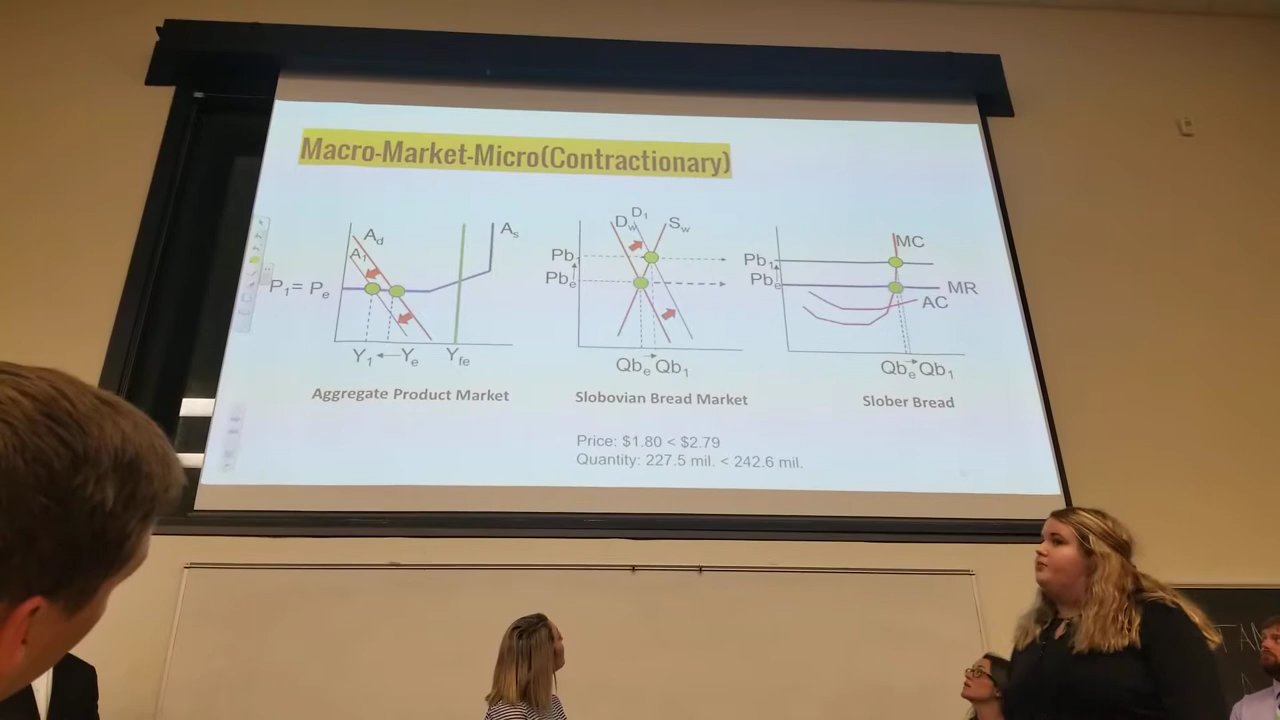 Macro-Market-Micro(Contractionary)
Ad
A1
As
P1= Pe
Y1 Ye Yfe
Aggregate Product Market
Dw D1 Sw
Pb
Pbe
Qbe Qb1
Slobovian Bread Market
MC
Pb1
Pbe
MR
AC
Qbe Qb1
Slober Bread
Price: $1.80 < $2.79
Quantity: 227.5 mil. < 242.6 mil.